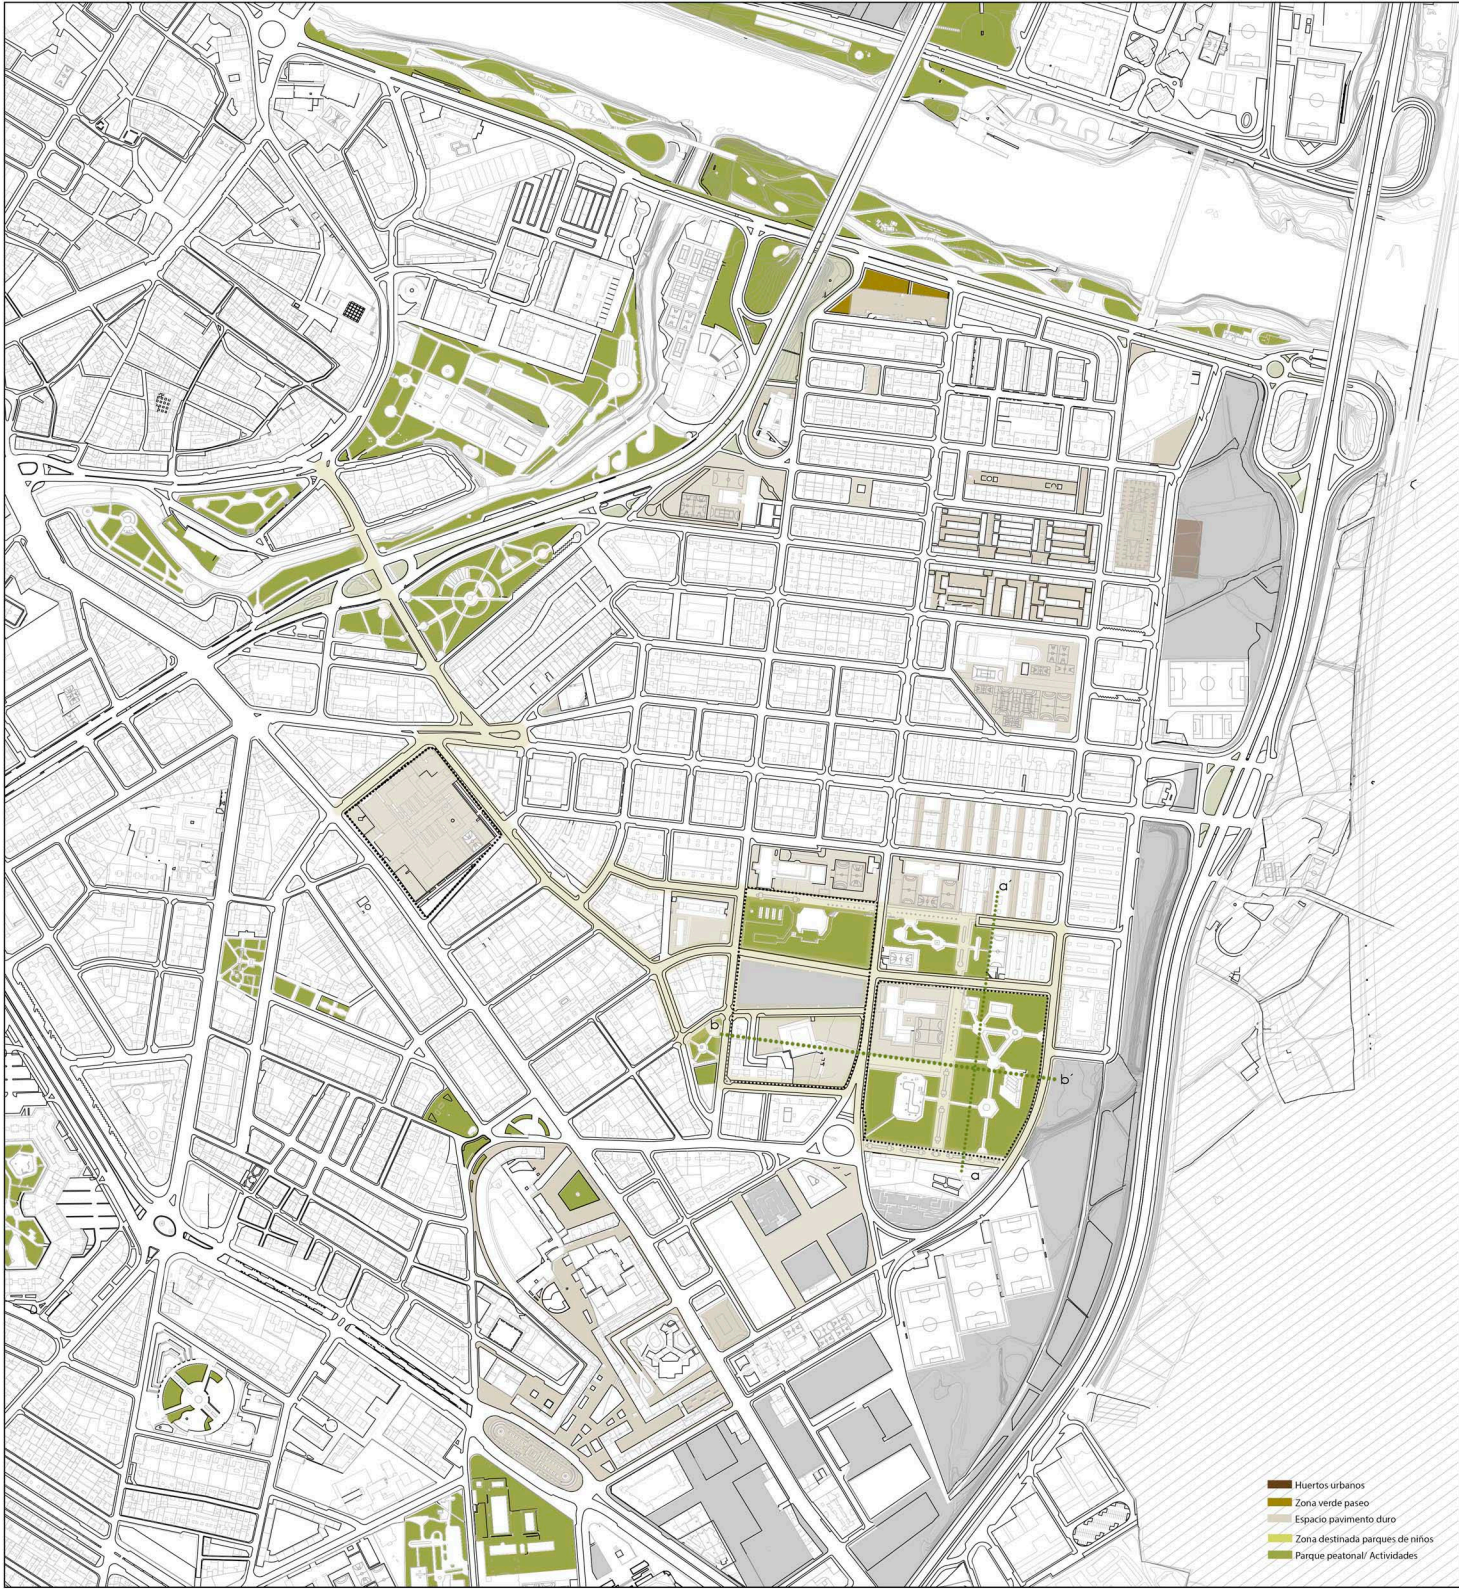 a´
b
b´
a
Huertos urbanos
Zona verde paseo
Espacio pavimento duro
Zona destinada parques de niños
Parque peatonal/ Actividades